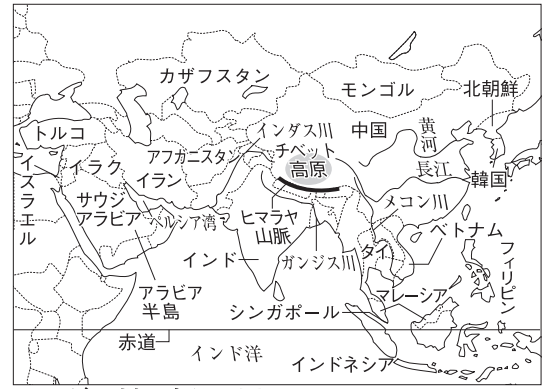 カザフスタン
モンゴル
北朝鮮
トルコ
インダス川
中国
黄河
チベット
高原
アフガニスタン
イラク
イラン
長江
韓国
イスラエル
サウジ
アラビア
ペルシア湾
ヒマラヤ
山脈
メコン川
ベトナム
タイ
フィリピン
インド
ガンジス川
アラビア
半島
マレーシア
シンガポール
赤道
インド洋
インドネシア